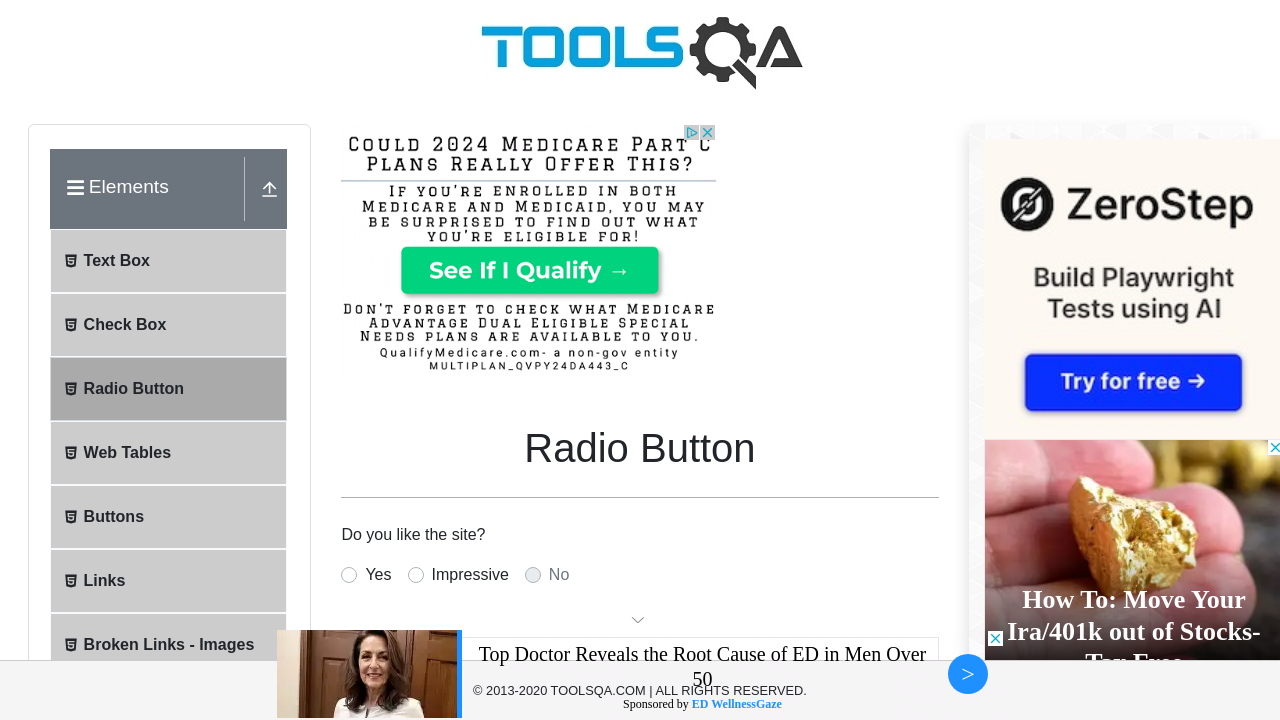 TOOLSQA
Elements
Text Box
Check Box
Radio Button
Web Tables
Buttons
Links
Broken Links - Images
Could 2024 Medicare Part C
Plans Really Offer This?
If you're enrolled in both
Medicare and Medicaid, you may
be surprised to find out what
you're eligible for!
See If I Qualify →
Don't forget to check what Medicare
Advantage Dual Eligible Special
Needs plans are available to you.
QualifyMedicare.com- a non-gov entity
MULTIPLAN_QVPY24DA443_C
Radio Button
Do you like the site?
Yes
Impressive
No
ZeroStep
Build Playwright
Tests using AI
Try for free →
How To: Move Your
Ira/401k out of Stocks-
Top Doctor Reveals the Root Cause of ED in Men Over
50
© 2013-2020 TOOLSQA.COM | ALL RIGHTS RESERVED.
Sponsored by ED WellnessGaze
>